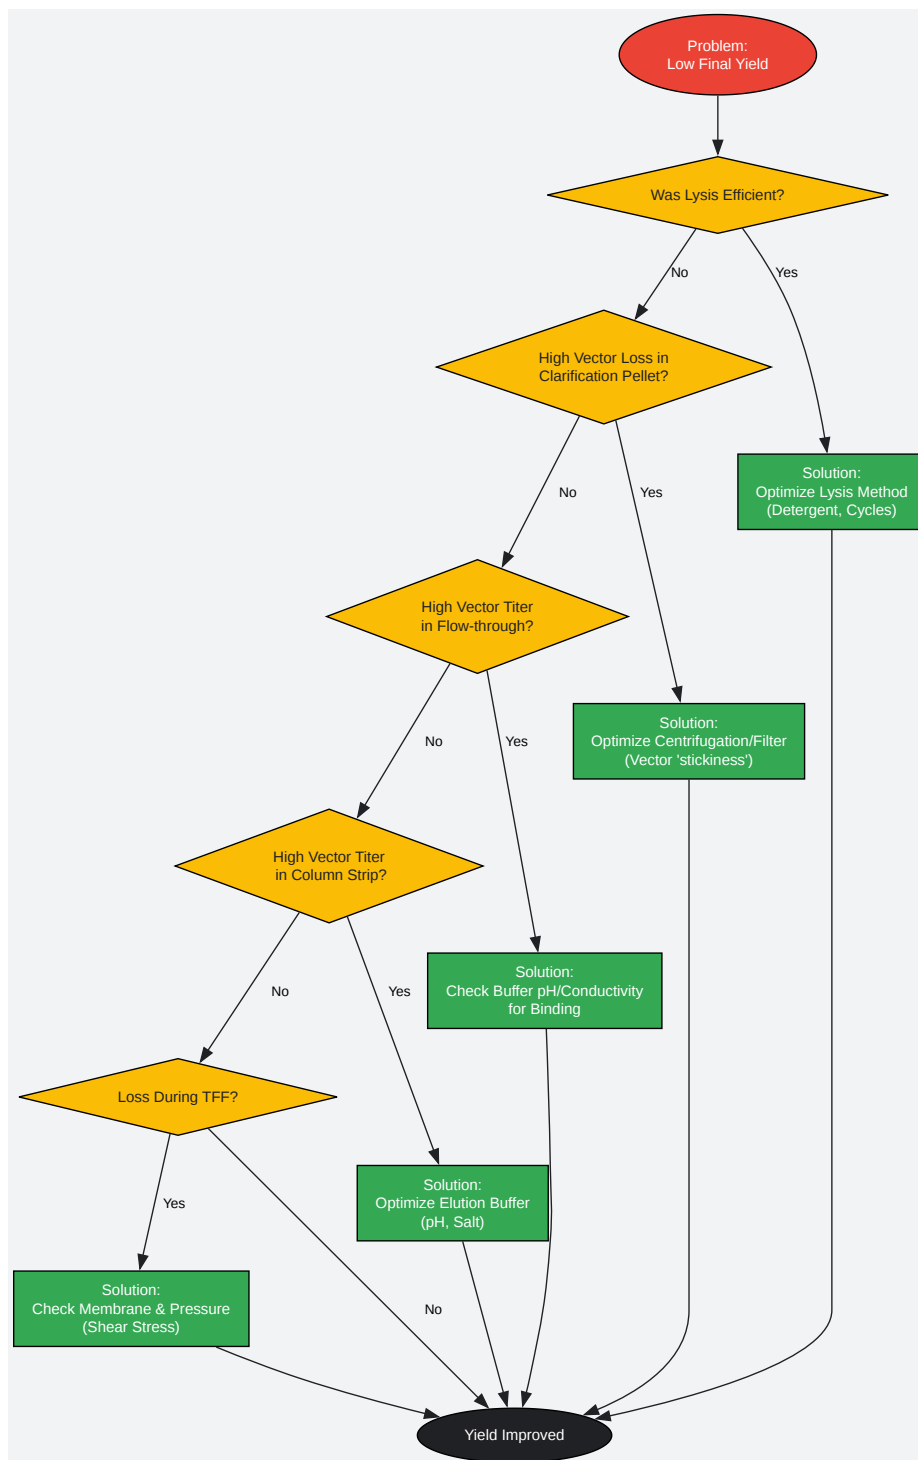 Problem:
Low Final Yield
Was Lysis Efficient?
No
Yes
High Vector Loss in
Clarification Pellet?
Solution:
Optimize Lysis Method
(Detergent, Cycles)
No
Yes
High Vector Titer
in Flow-through?
Solution:
Optimize Centrifugation/Filter
(Vector 'stickiness')
No
Yes
High Vector Titer
in Column Strip?
Solution:
Check Buffer pH/Conductivity
for Binding
No
Yes
Loss During TFF?
Solution:
Optimize Elution Buffer
(pH, Salt)
Yes
No
Solution:
Check Membrane & Pressure
(Shear Stress)
Yield Improved